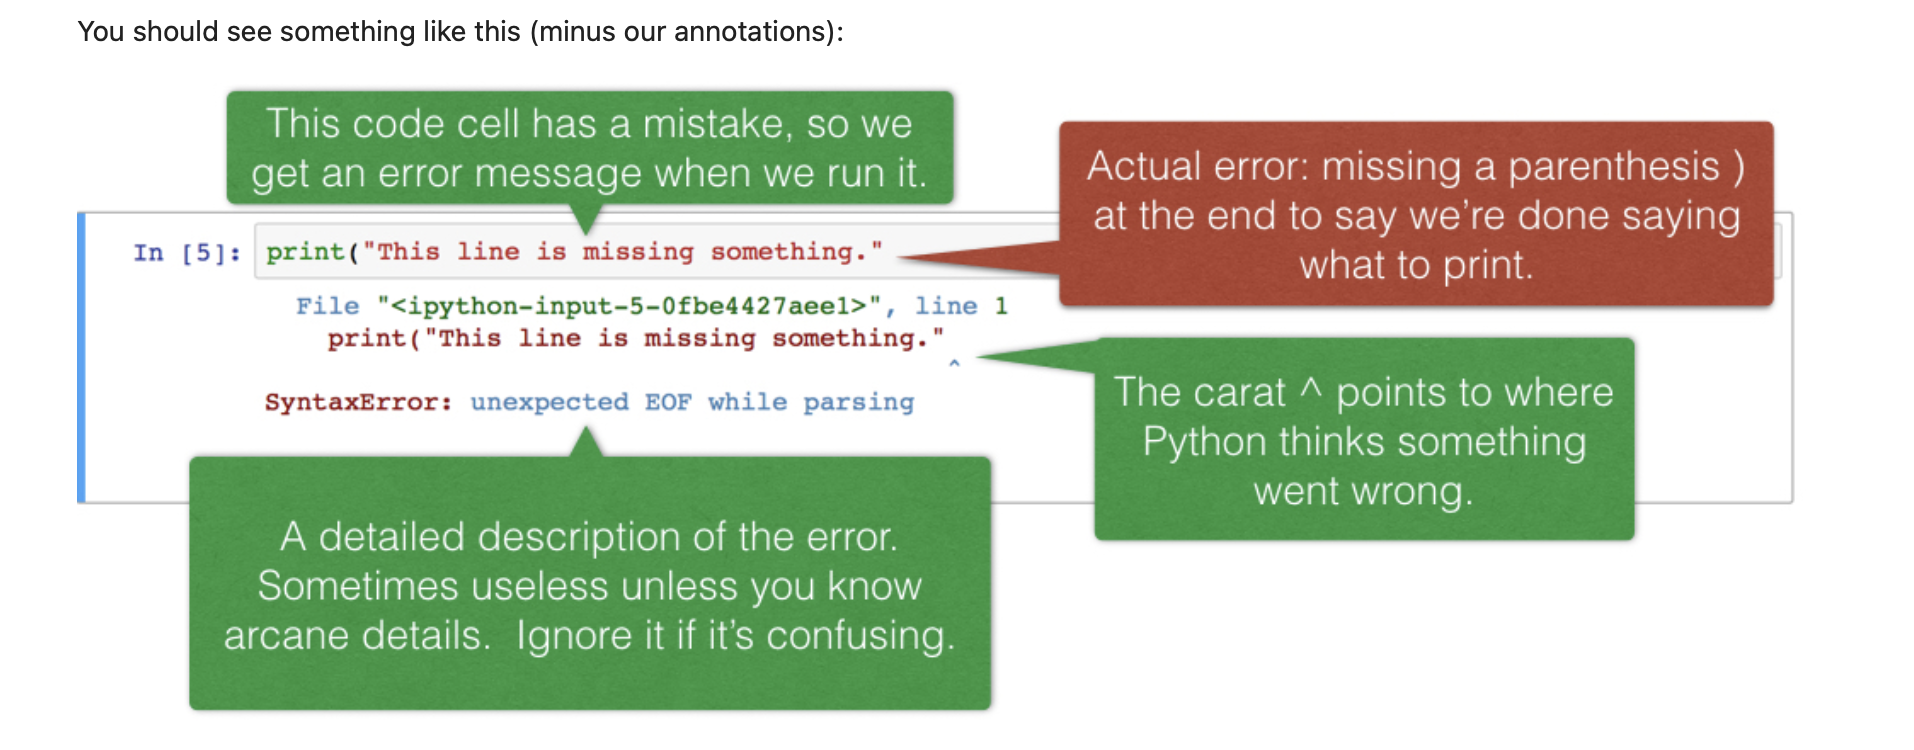 You should see something like this (minus our annotations):
This code cell has a mistake, so we
get an error message when we run it.
Actual error: missing a parenthesis )
at the end to say we’re done saying
what to print.
In [5]: print("This line is missing something."
File "<ipython-input-5-0fbe4427aee1>", line 1
print("This line is missing something."
^
SyntaxError: unexpected EOF while parsing
The carat ^ points to where
Python thinks something
went wrong.
A detailed description of the error.
Sometimes useless unless you know
arcane details. Ignore it if it’s confusing.